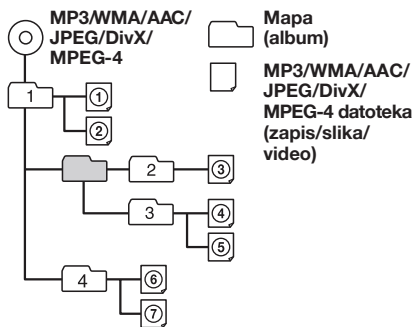 MP3/WMA/AAC/
JPEG/DivX/
MPEG-4
Mapa
(album)
MP3/WMA/AAC/
JPEG/DivX/
MPEG-4 datoteka
(zapis/slika/
video)
1
①
②
2
③
3
④
⑤
4
⑥
⑦